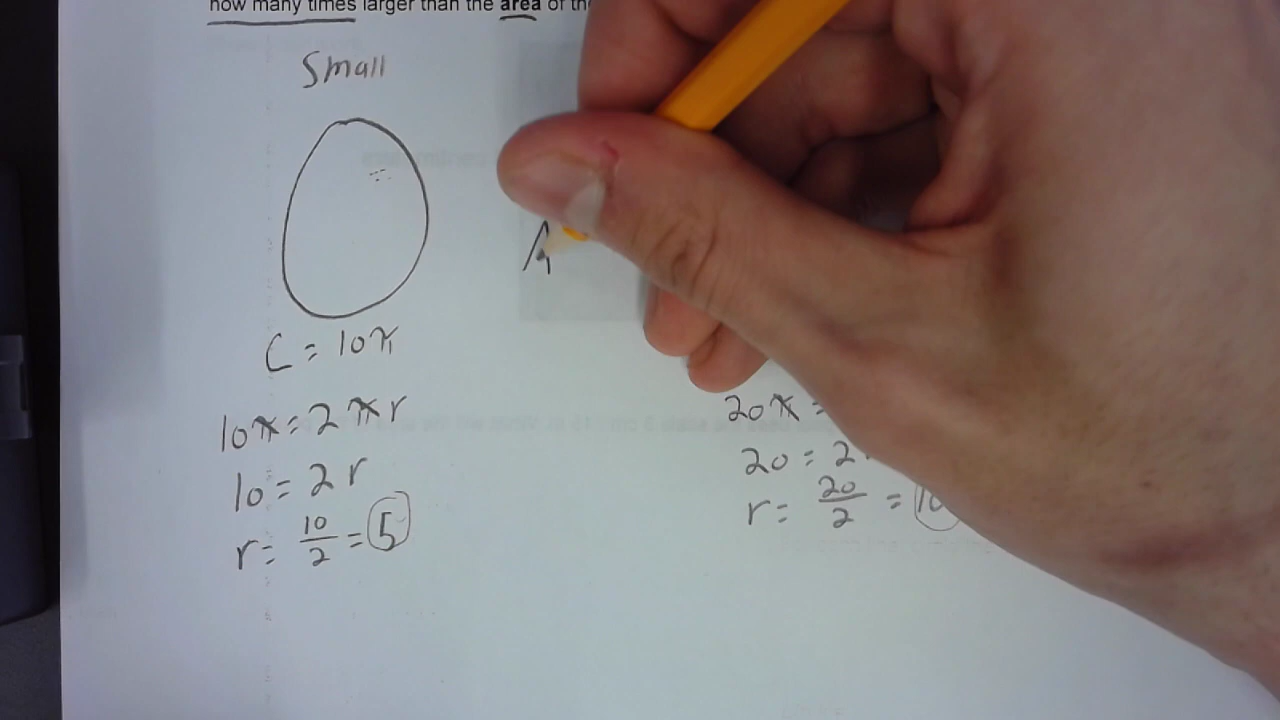 how many times larger than the area of the
Small
A
C = 10π
10π = 2πr
10 = 2r
r = 10/2 = 5
20π =
20 = 2
r = 20/2 = 10